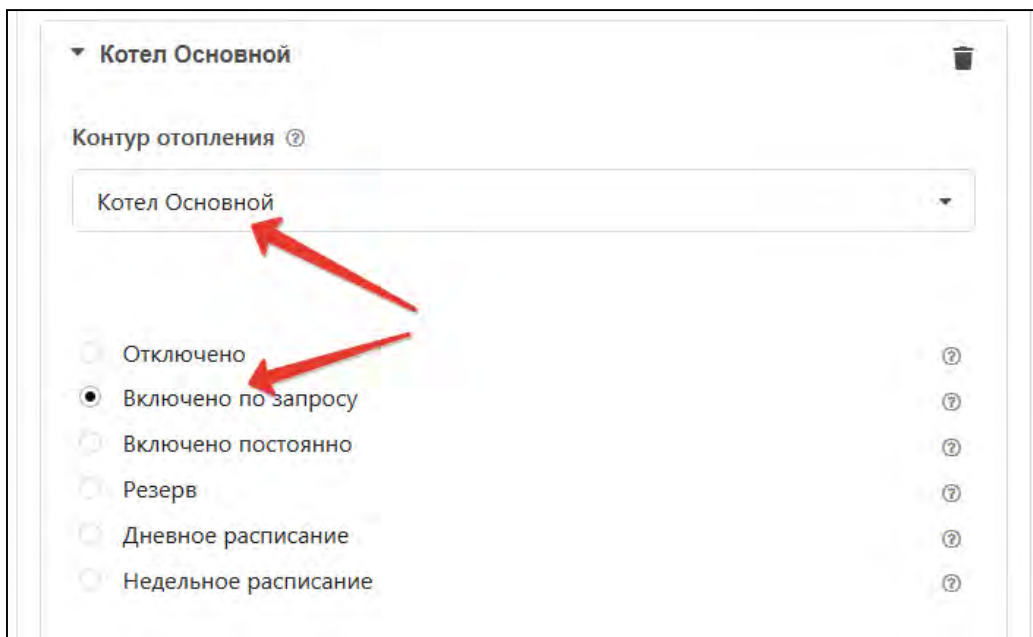 Котел Основной
Контур отопления
Котел Основной
Отключено
Включено по запросу
Включено постоянно
Резерв
Дневное расписание
Недельное расписание